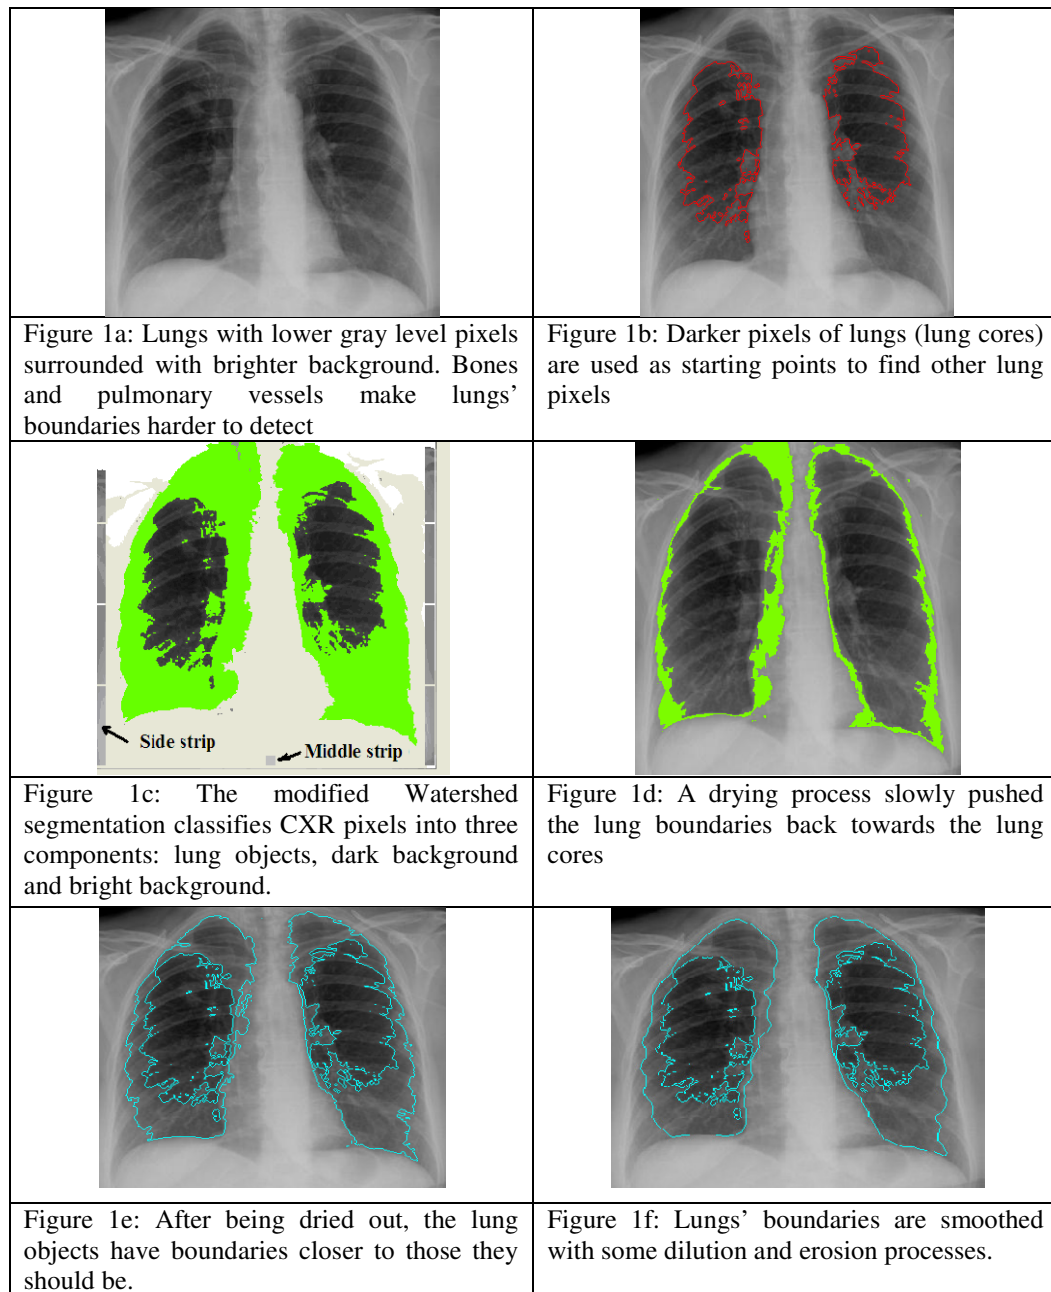 Figure 1a: Lungs with lower gray level pixels
surrounded with brighter background. Bones
and pulmonary vessels make lungs’
boundaries harder to detect
Figure 1b: Darker pixels of lungs (lung cores)
are used as starting points to find other lung
pixels
Side strip
Middle strip
Figure 1c: The modified Watershed
segmentation classifies CXR pixels into three
components: lung objects, dark background
and bright background.
Figure 1d: A drying process slowly pushed
the lung boundaries back towards the lung
cores
Figure 1e: After being dried out, the lung
objects have boundaries closer to those they
should be.
Figure 1f: Lungs’ boundaries are smoothed
with some dilution and erosion processes.